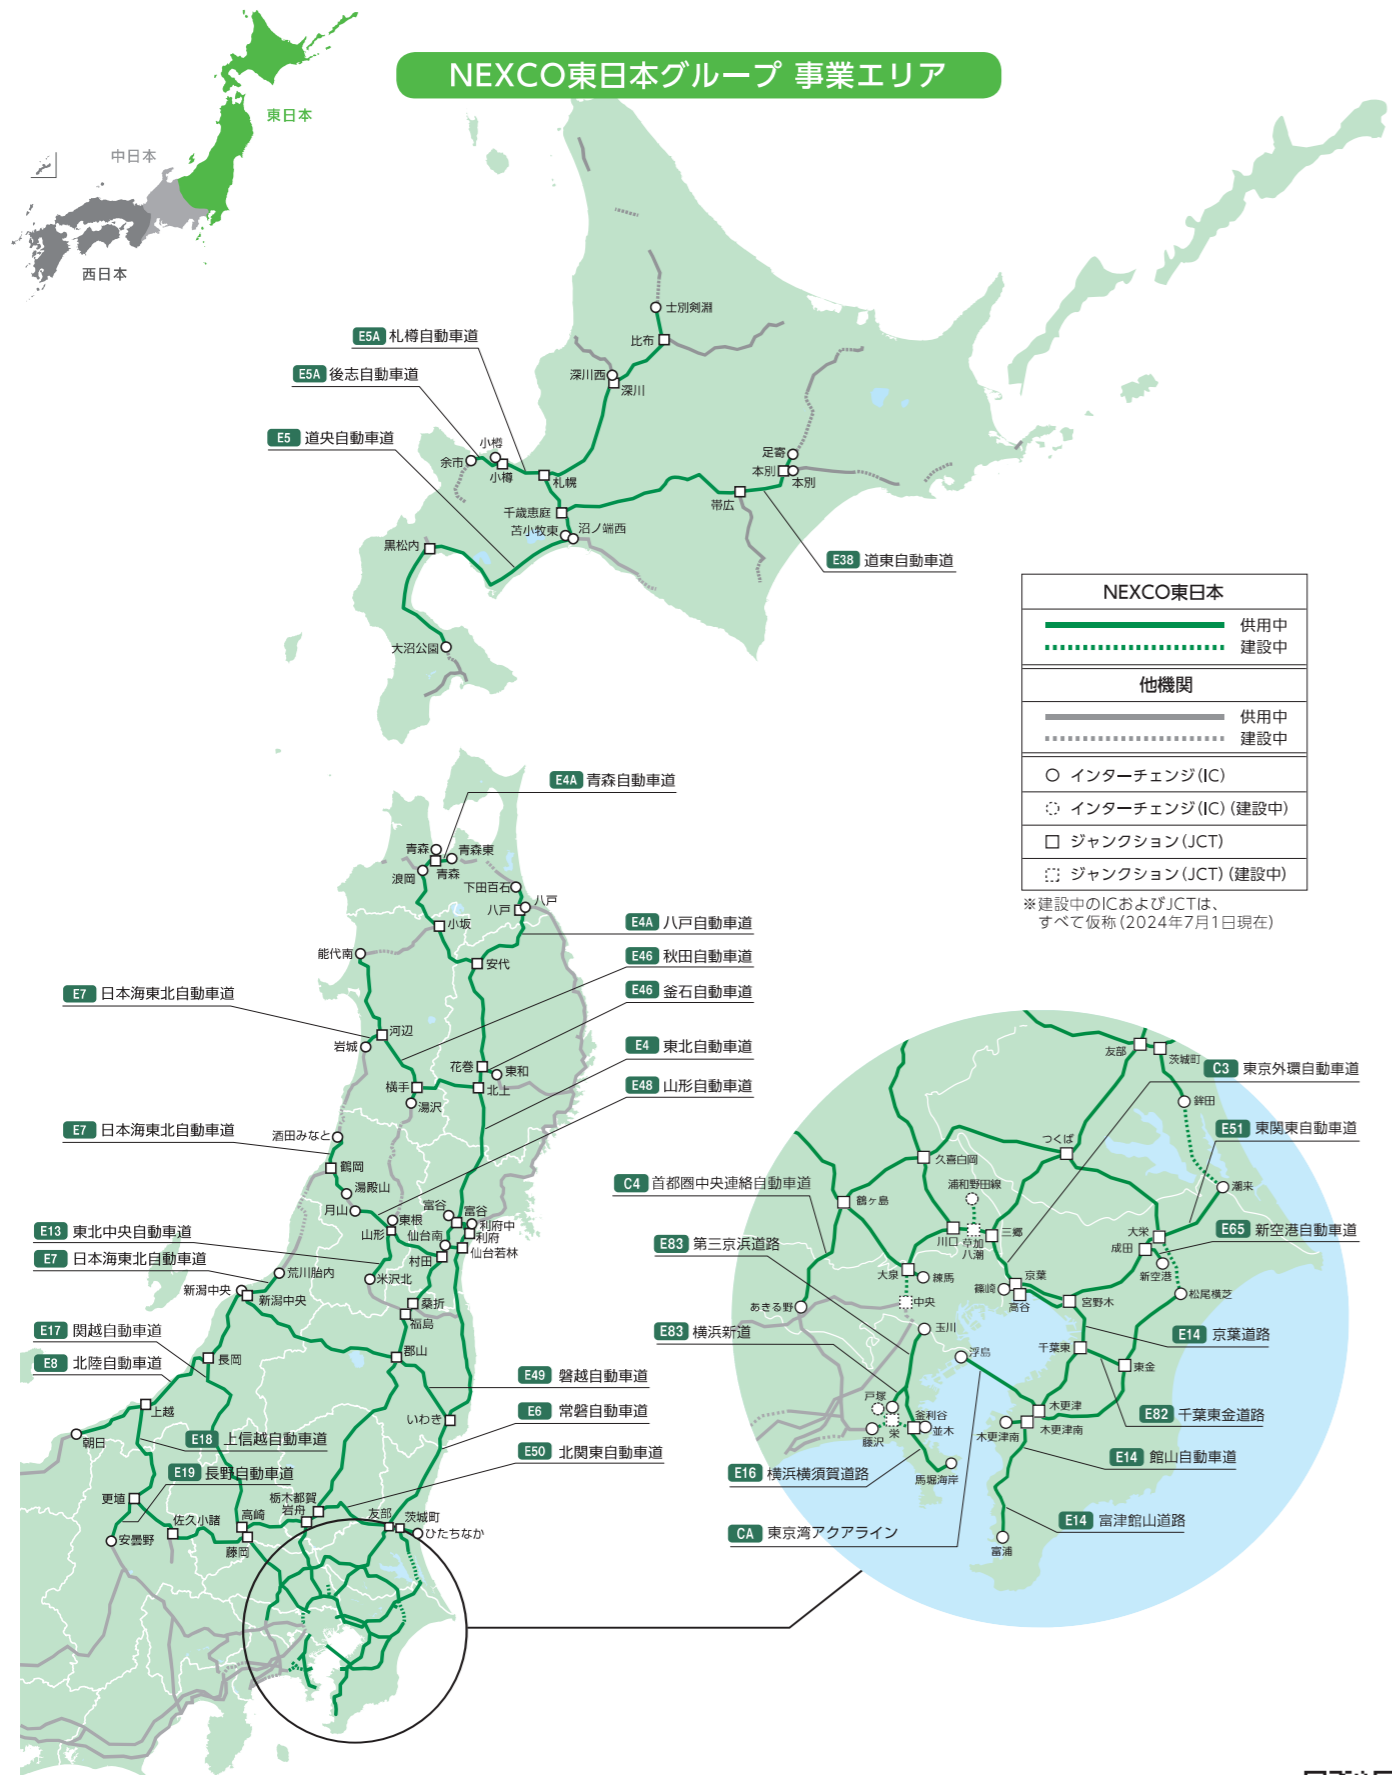 NEXCO東日本グループ 事業エリア
東日本
中日本
西日本
士別剣淵
比布
E5A 札樽自動車道
深川西
深川
E5A 後志自動車道
E5 道央自動車道
小樽
余市
小樽
札幌
足寄
本別
本別
帯広
千歳恵庭
苫小牧東
沼ノ端西
黒松内
E38 道東自動車道
大沼公園
NEXCO東日本
供用中
建設中
他機関
供用中
建設中
インターチェンジ(IC)
インターチェンジ(IC) (建設中)
ジャンクション(JCT)
ジャンクション(JCT) (建設中)
※建設中のICおよびJCTは、
すべて仮称(2024年7月1日現在)
E4A 青森自動車道
青森
青森東
青森
浪岡
下田百石
八戸
八戸
小坂
E4A 八戸自動車道
能代南
安代
E46 秋田自動車道
E7 日本海東北自動車道
E46 釜石自動車道
河辺
岩城
E4 東北自動車道
花巻
東和
横手
北上
E48 山形自動車道
湯沢
酒田みなと
E7 日本海東北自動車道
鶴岡
湯殿山
月山
富谷
富谷
東根
利府中
利府
山形
仙台南
仙台若林
E13 東北中央自動車道
村田
E7 日本海東北自動車道
荒川胎内
米沢北
新潟中央
新潟中央
桑折
福島
E17 関越自動車道
長岡
郡山
E8 北陸自動車道
E49 磐越自動車道
上越
E6 常磐自動車道
いわき
朝日
E18 上信越自動車道
E50 北関東自動車道
E19 長野自動車道
更埴
佐久小諸
高崎
栃木都賀
岩舟
友部
茨城町
ひたちなか
安曇野
藤岡
友部
茨城町
C3 東京外環自動車道
鉾田
E51 東関東自動車道
つくば
久喜白岡
C4 首都圏中央連絡自動車道
浦和野田線
潮来
鶴ヶ島
E65 新空港自動車道
川口
草加
八潮
三郷
大栄
成田
E83 第三京浜道路
大泉
練馬
新空港
京葉
篠崎
高谷
宮野木
松尾横芝
あきる野
中央
玉川
E83 横浜新道
E14 京葉道路
浮島
千葉東
東金
戸塚
釜利谷
栄
並木
藤沢
木更津
木更津南
木更津南
E82 千葉東金道路
E14 館山自動車道
E16 横浜横須賀道路
馬堀海岸
E14 富津館山道路
CA 東京湾アクアライン
富浦